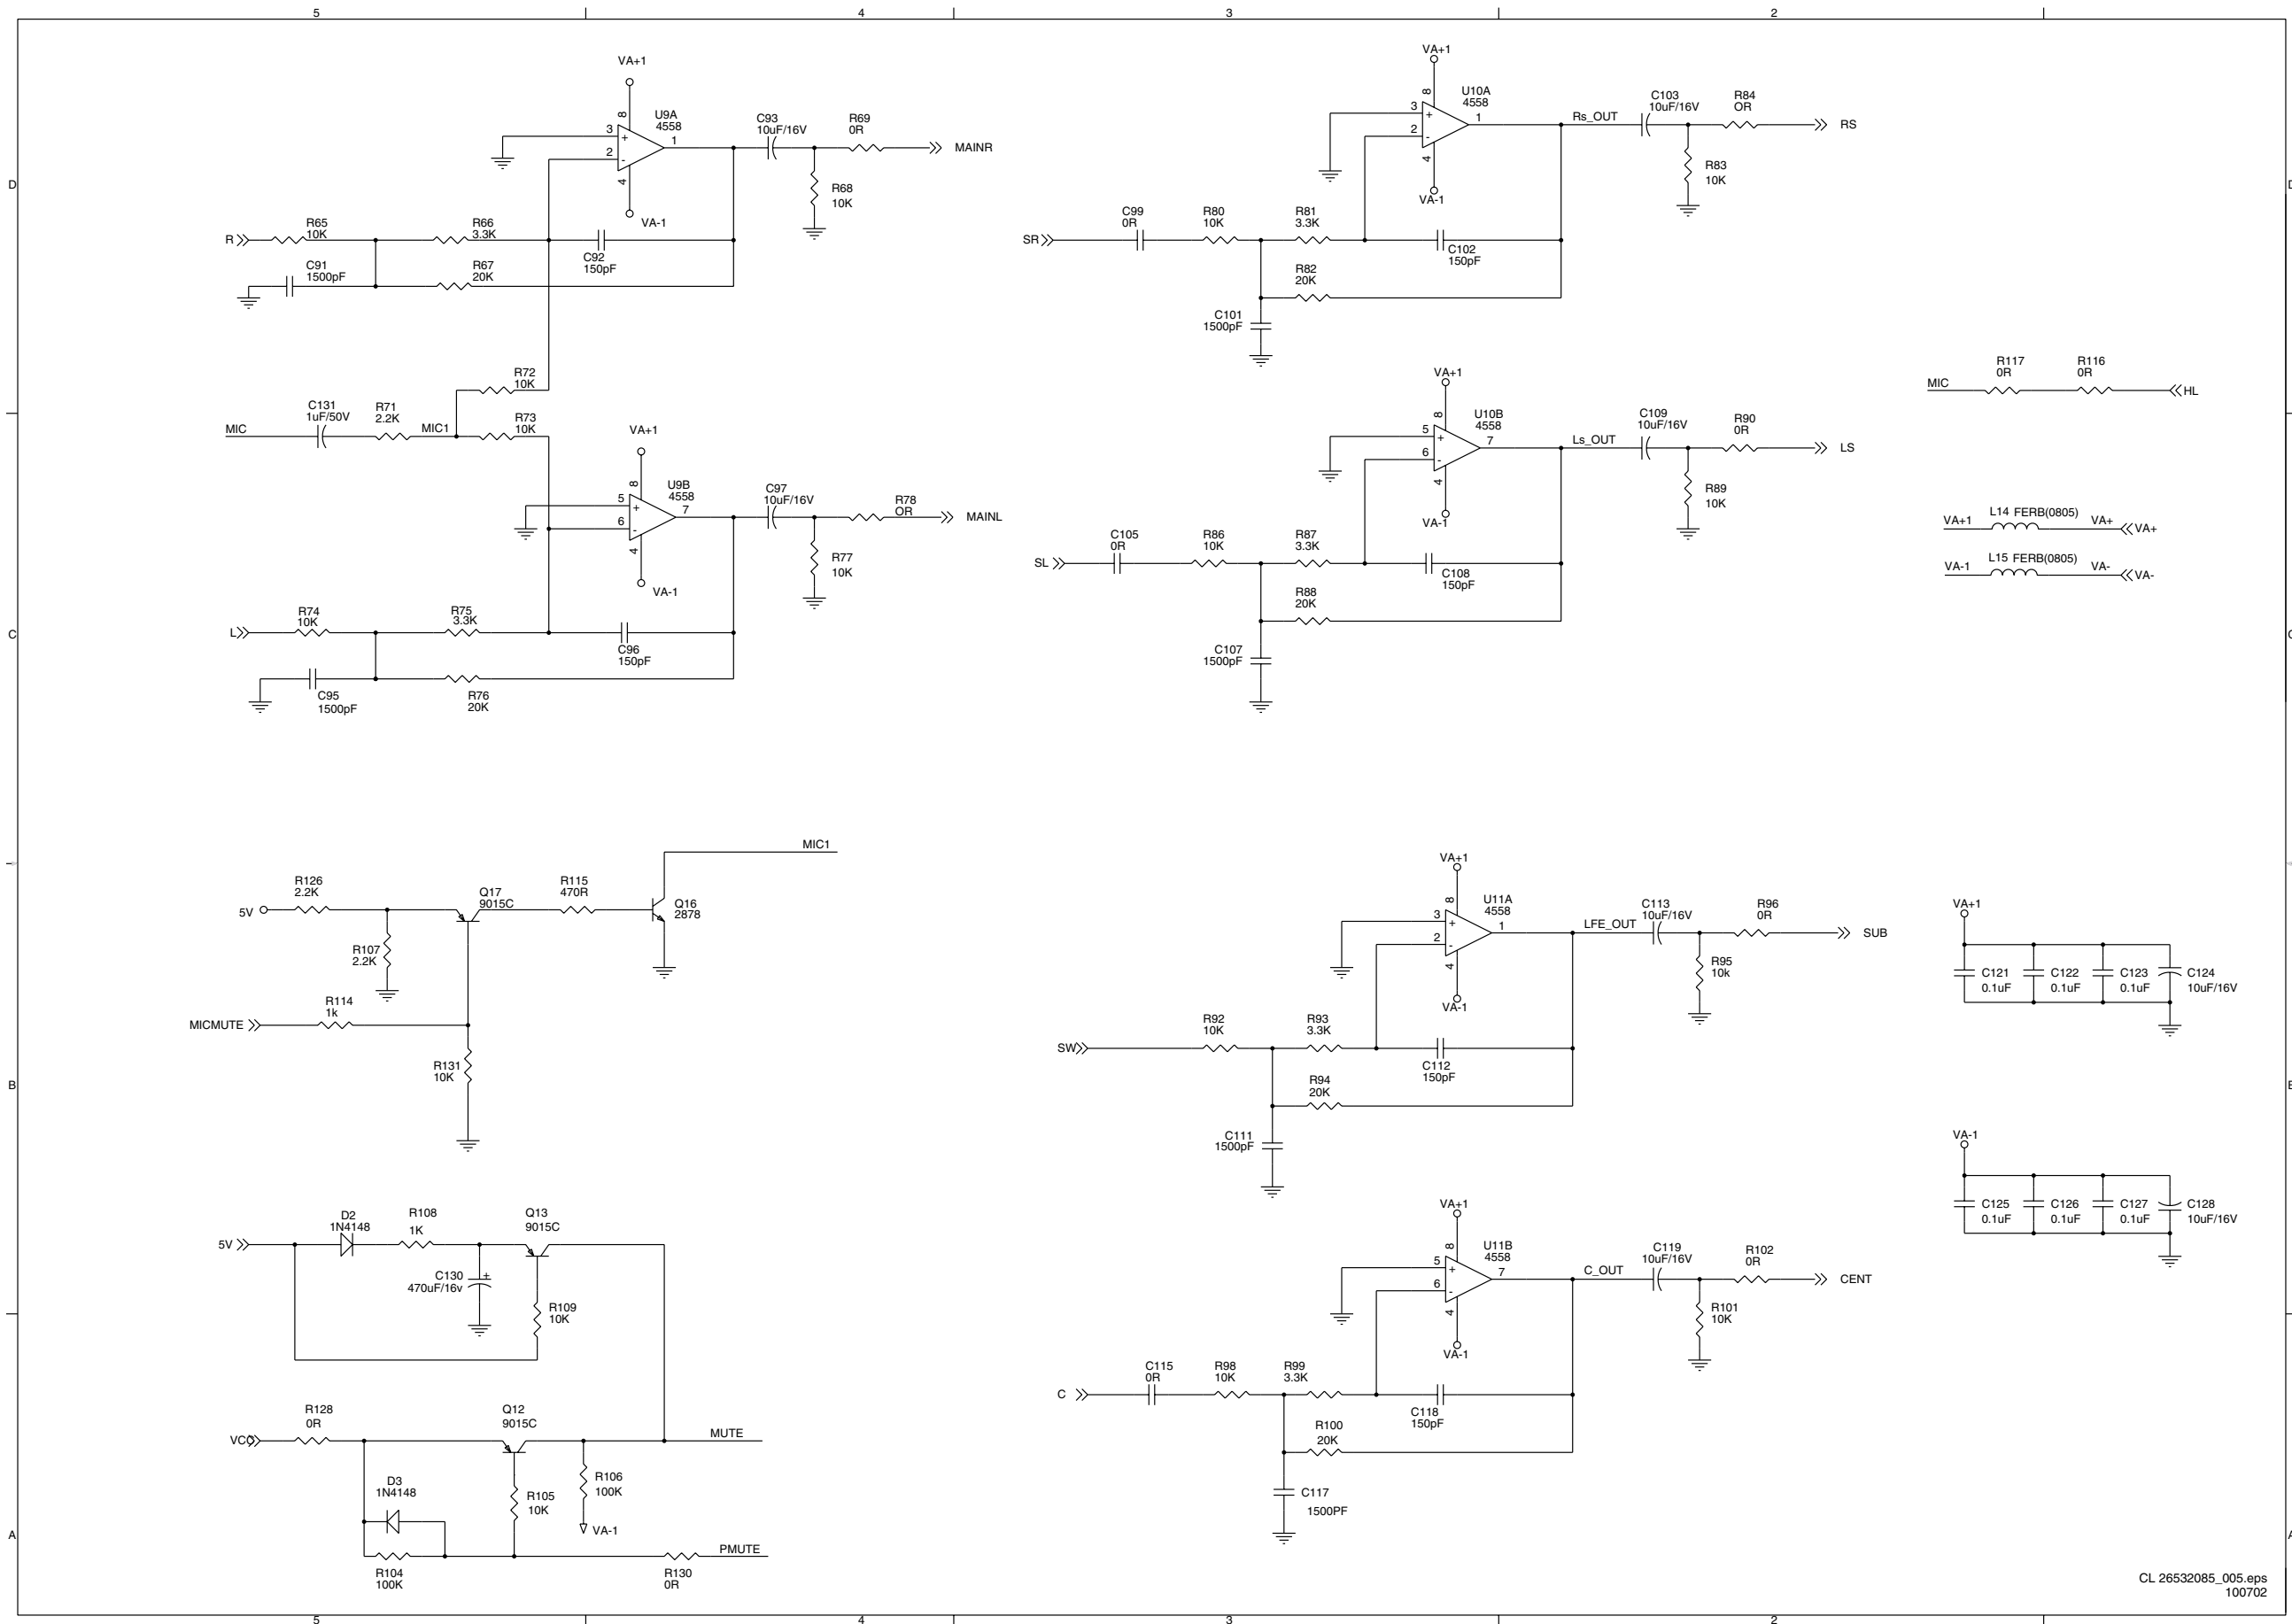 5 4 3 2
VA+1
8
U9A
4558
3
+
2
-
1
4
VA-1
C93
10uF/16V
R69
0R
MAINR
R68
10K
D
R
R65
10K
R66
3.3K
C92
150pF
C91
1500pF
R67
20K
R72
10K
MIC
C131
1uF/50V
R71
2.2K
MIC1
R73
10K
VA+1
8
U9B
4558
5
+
6
-
7
4
VA-1
C97
10uF/16V
R78
OR
MAINL
R77
10K
C
L
R74
10K
R75
3.3K
C96
150pF
C95
1500pF
R76
20K
VA+1
8
U10A
4558
3
+
2
-
1
4
VA-1
Rs_OUT
C103
10uF/16V
R84
OR
RS
R83
10K
D
SR
C99
0R
R80
10K
R81
3.3K
C102
150pF
R82
20K
C101
1500pF
VA+1
8
U10B
4558
5
+
6
-
7
4
VA-1
Ls_OUT
C109
10uF/16V
R90
0R
LS
R89
10K
SL
C105
0R
R86
10K
R87
3.3K
C108
150pF
R88
20K
C107
1500pF
MIC
R117
0R
R116
0R
HL
VA+1
L14 FERB(0805)
VA+
VA+
VA-1
L15 FERB(0805)
VA-
VA-
C
MIC1
5V
R126
2.2K
Q17
9015C
R115
470R
Q16
2878
R107
2.2K
MICMUTE
R114
1k
R131
10K
B
5V
D2
1N4148
R108
1K
Q13
9015C
C130
470uF/16v
+
R109
10K
VCC
R128
0R
Q12
9015C
MUTE
D3
1N4148
R105
10K
R106
100K
VA-1
A
PMUTE
R104
100K
R130
0R
VA+1
8
U11A
4558
3
+
2
-
1
4
VA-1
LFE_OUT
C113
10uF/16V
R96
0R
SUB
R95
10k
SW
R92
10K
R93
3.3K
C112
150pF
R94
20K
C111
1500pF
VA+1
8
U11B
4558
5
+
6
-
7
4
VA-1
C_OUT
C119
10uF/16V
R102
0R
CENT
R101
10K
C
C115
0R
R98
10K
R99
3.3K
C118
150pF
R100
20K
C117
1500PF
VA+1
C121
0.1uF
C122
0.1uF
C123
0.1uF
C124
10uF/16V
B
VA-1
C125
0.1uF
C126
0.1uF
C127
0.1uF
C128
10uF/16V
A
CL 26532085_005.eps
100702
5 4 3 2